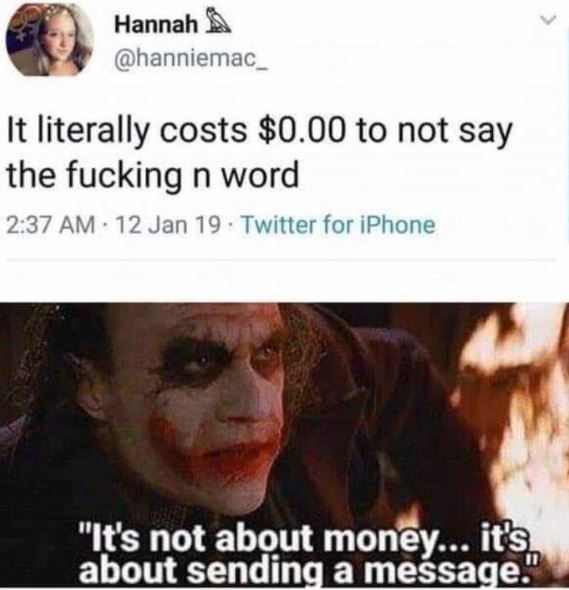 Hannah
@hanniemac_
It literally costs $0.00 to not say
the fucking n word
2:37 AM · 12 Jan 19 · Twitter for iPhone
"It's not about money... it's
about sending a message."